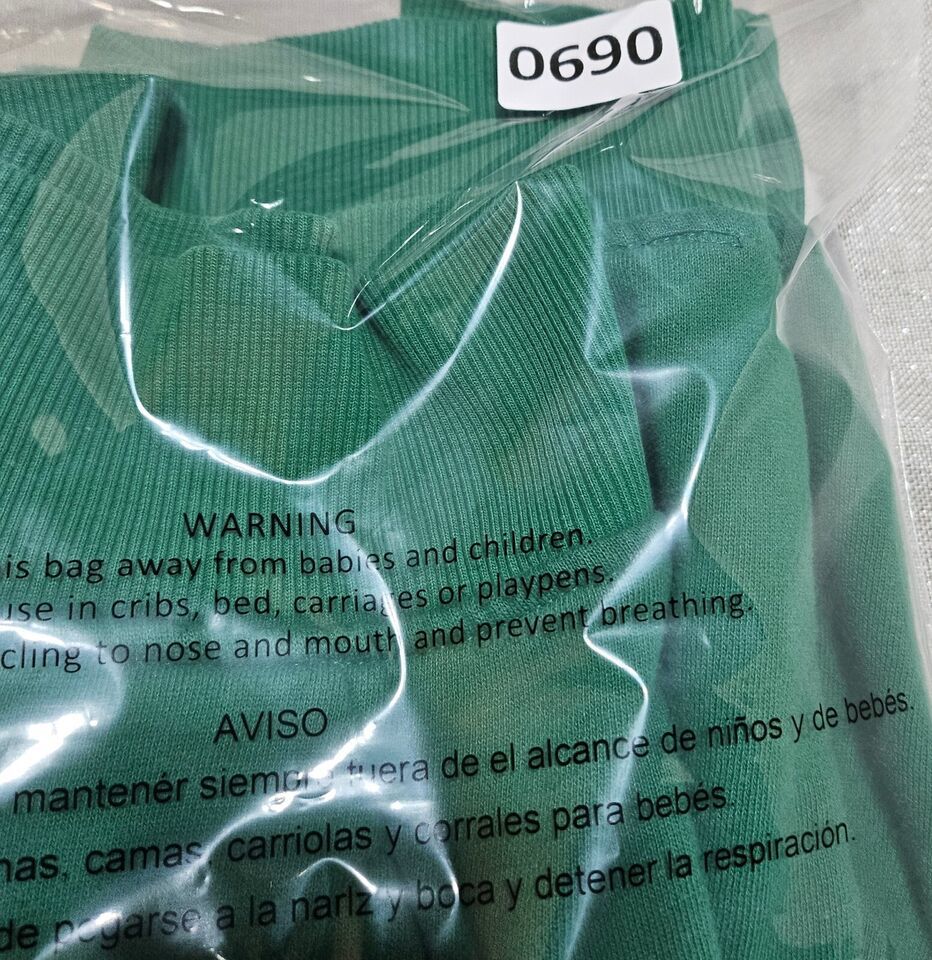 0690
WARNING
is bag away from babies and children.
use in cribs, bed, carriages or playpens.
cling to nose and mouth and prevent breathing.
AVISO
mantenér siempre fuera de el alcance de niños y de bebés.
nas, camas, carriolas y corrales para bebés.
de pegarse a la nariz y boca y detener la respiración.